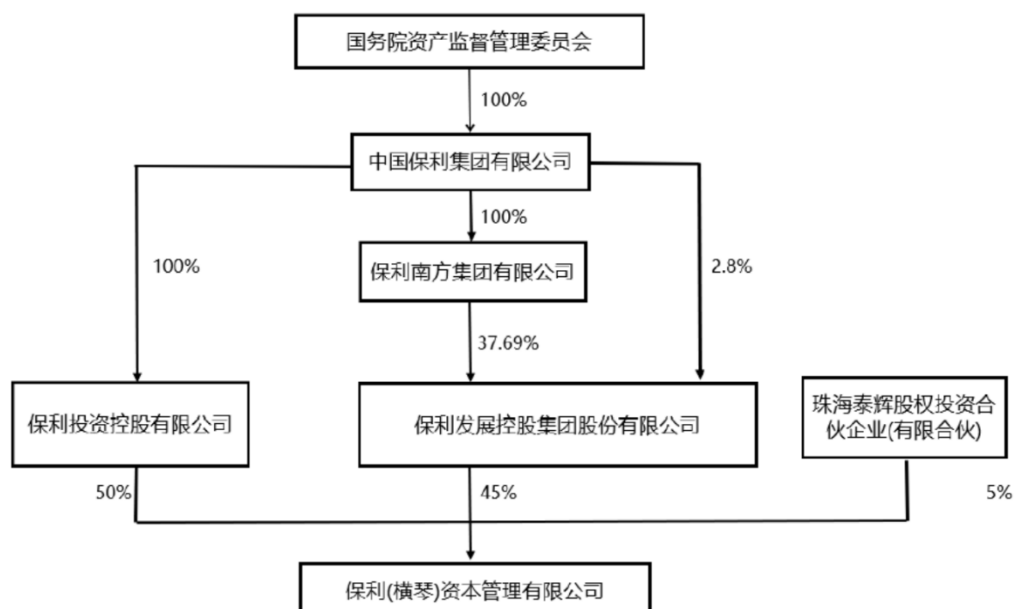 国务院资产监督管理委员会
100%
中国保利集团有限公司
100%
100%
2.8%
保利南方集团有限公司
37.69%
保利投资控股有限公司
保利发展控股集团股份有限公司
珠海泰辉股权投资合
伙企业(有限合伙)
50%
45%
5%
保利(横琴)资本管理有限公司